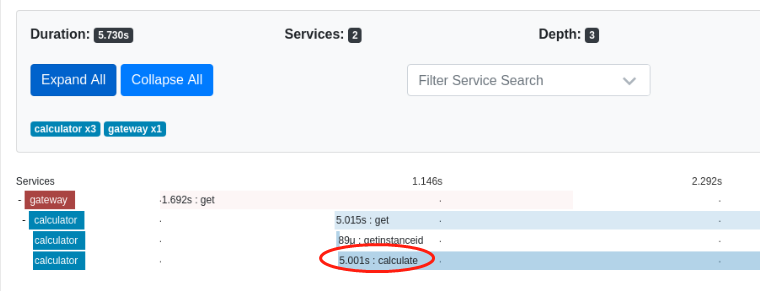 Duration: 5.730s Services: 2 Depth: 3
Expand All Collapse All Filter Service Search
calculator x3 gateway x1
Services 1.146s 2.292s
- gateway 1.692s : get
- calculator 5.015s : get
calculator 89μ : getinstanceid
calculator 5.001s : calculate